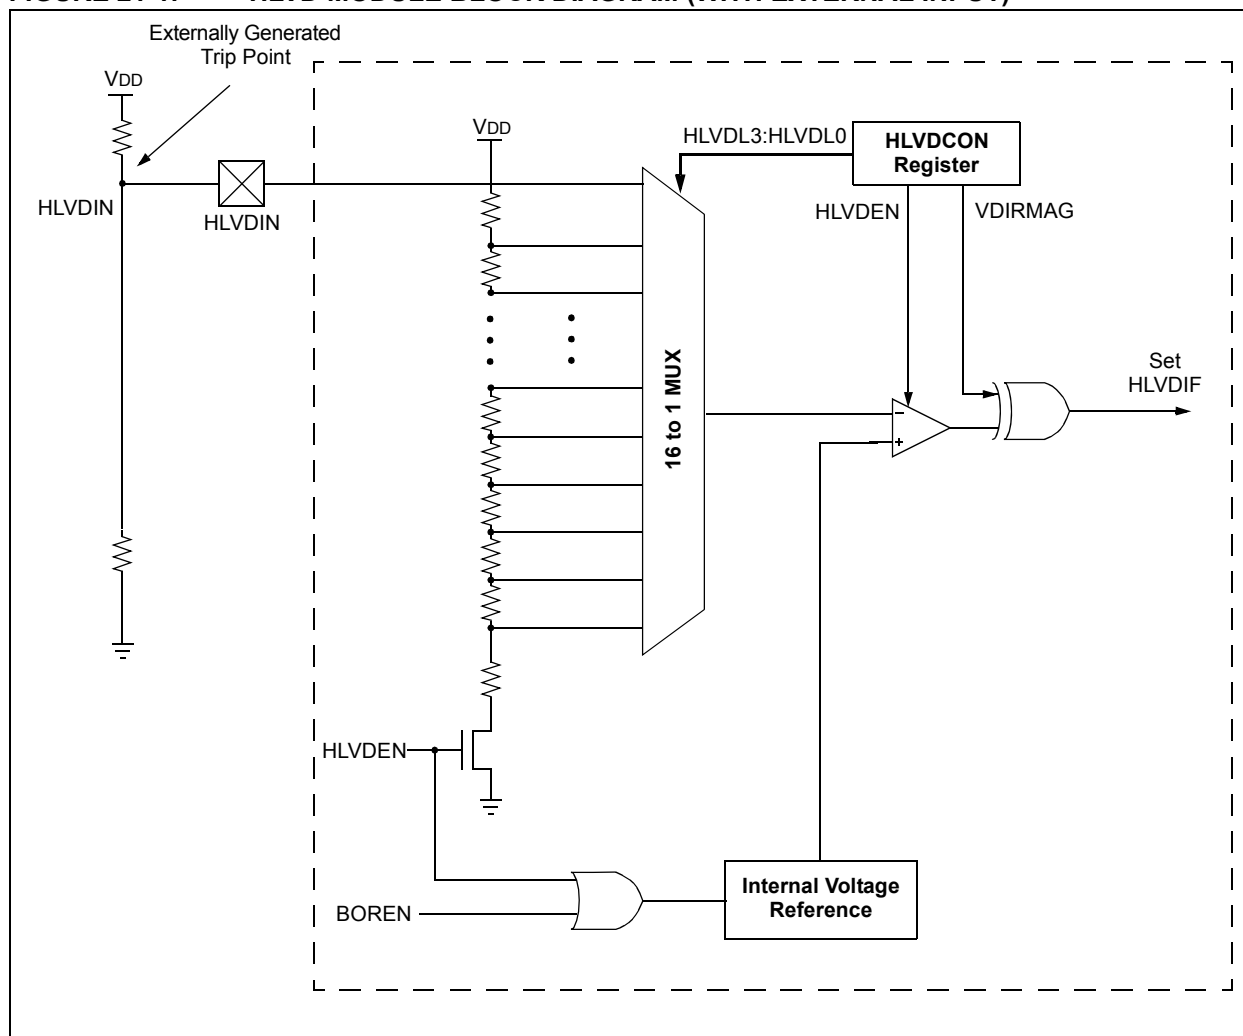 Externally Generated
Trip Point
VDD
VDD
HLVDL3:HLVDL0
HLVDCON
Register
HLVDIN
HLVDIN
HLVDEN
VDIRMAG
16 to 1 MUX
Set
HLVDIF
–
+
HLVDEN
BOREN
Internal Voltage
Reference